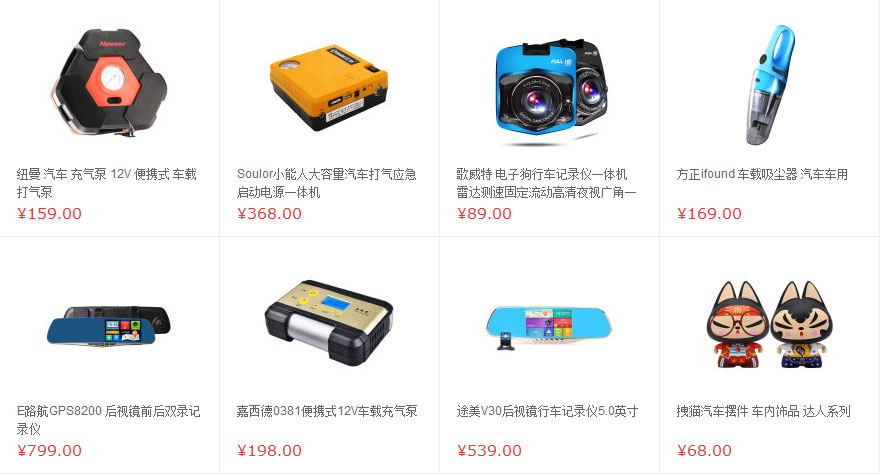 Newsmy
FULL HD
纽曼 汽车 充气泵 12V 便携式 车载
打气泵
¥159.00
Soulor小能人大容量汽车打气应急
启动电源一体机
¥368.00
歌威特 电子狗行车记录仪一体机
雷达测速固定流动高清夜视广角一
¥89.00
方正ifound 车载吸尘器 汽车车用
¥169.00
E路航GPS8200 后视镜前后双录记
录仪
¥799.00
嘉西德0381便携式12V车载充气泵
¥198.00
途美V30后视镜行车记录仪5.0英寸
¥539.00
拽猫汽车摆件 车内饰品 达人系列
¥68.00